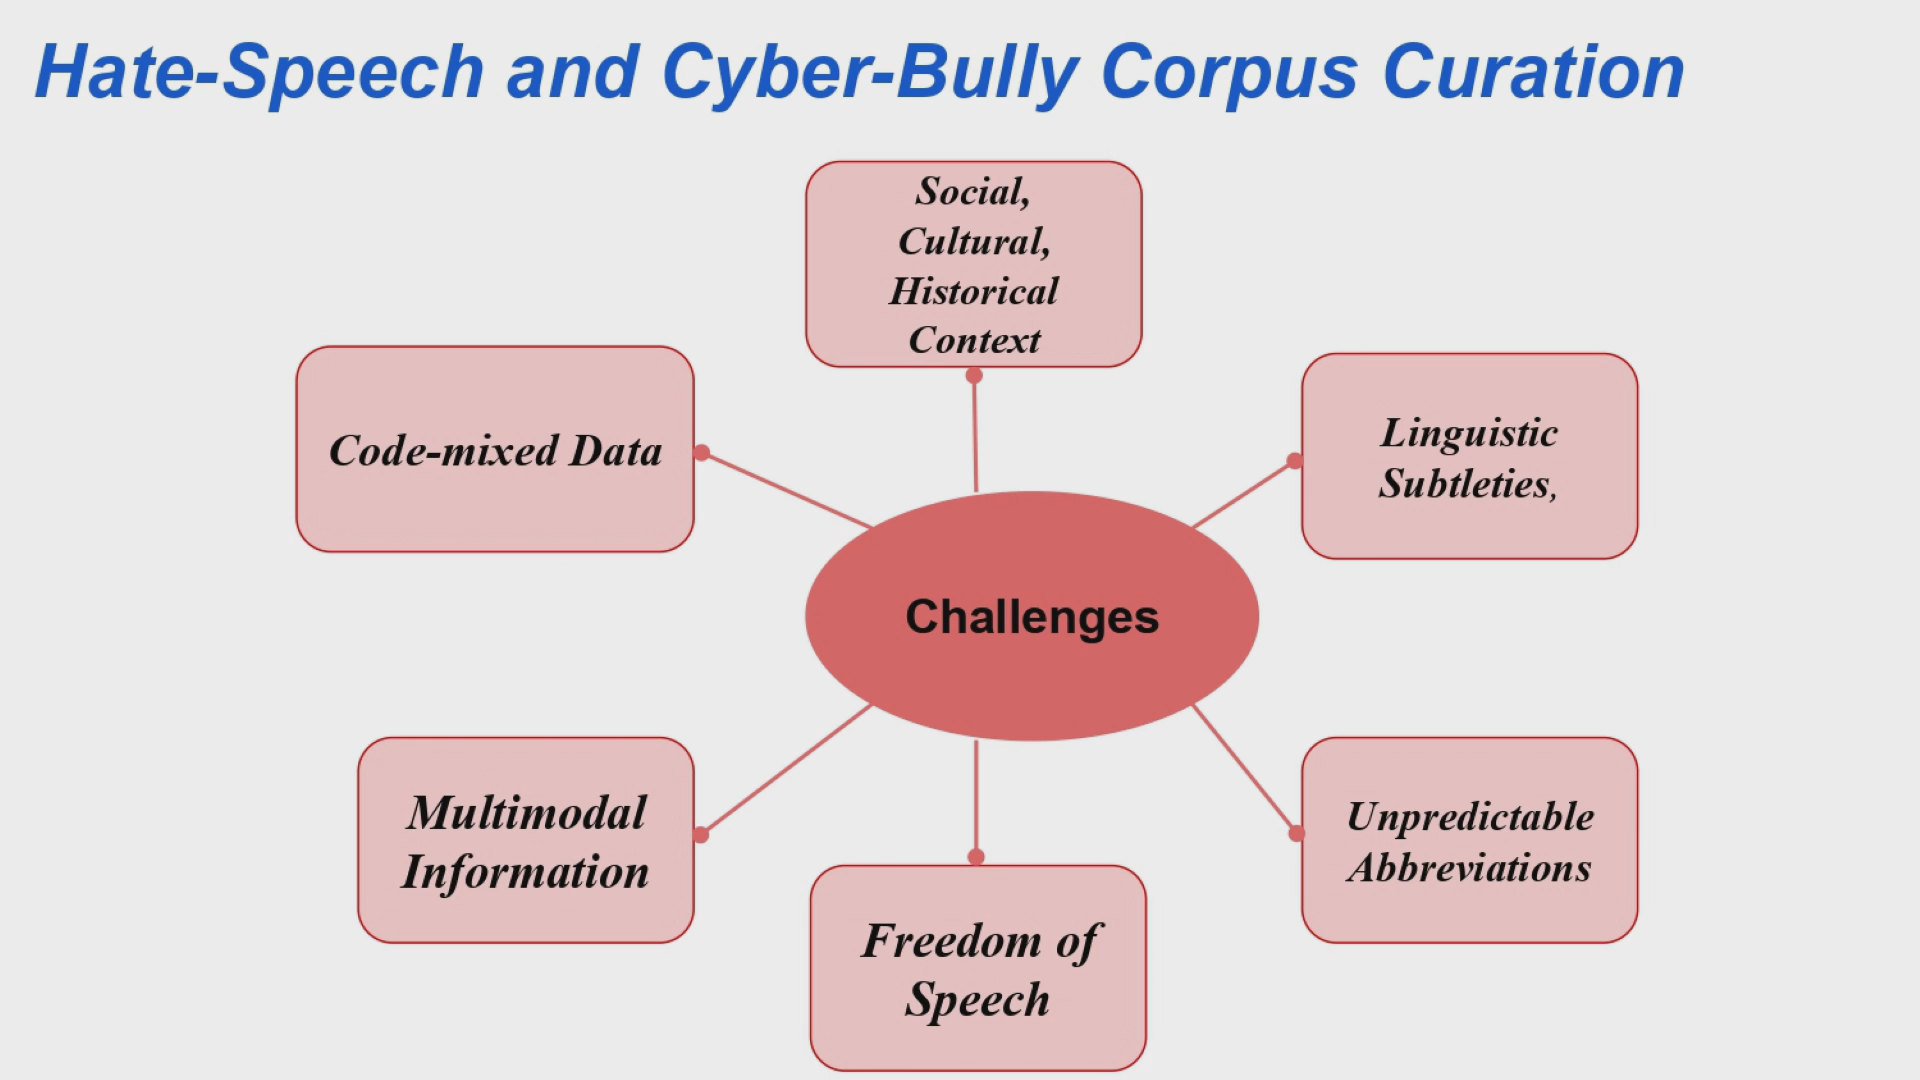 Hate-Speech and Cyber-Bully Corpus Curation
Social,
Cultural,
Historical
Context
Code-mixed Data
Linguistic
Subtleties,
Challenges
Multimodal
Information
Unpredictable
Abbreviations
Freedom of
Speech